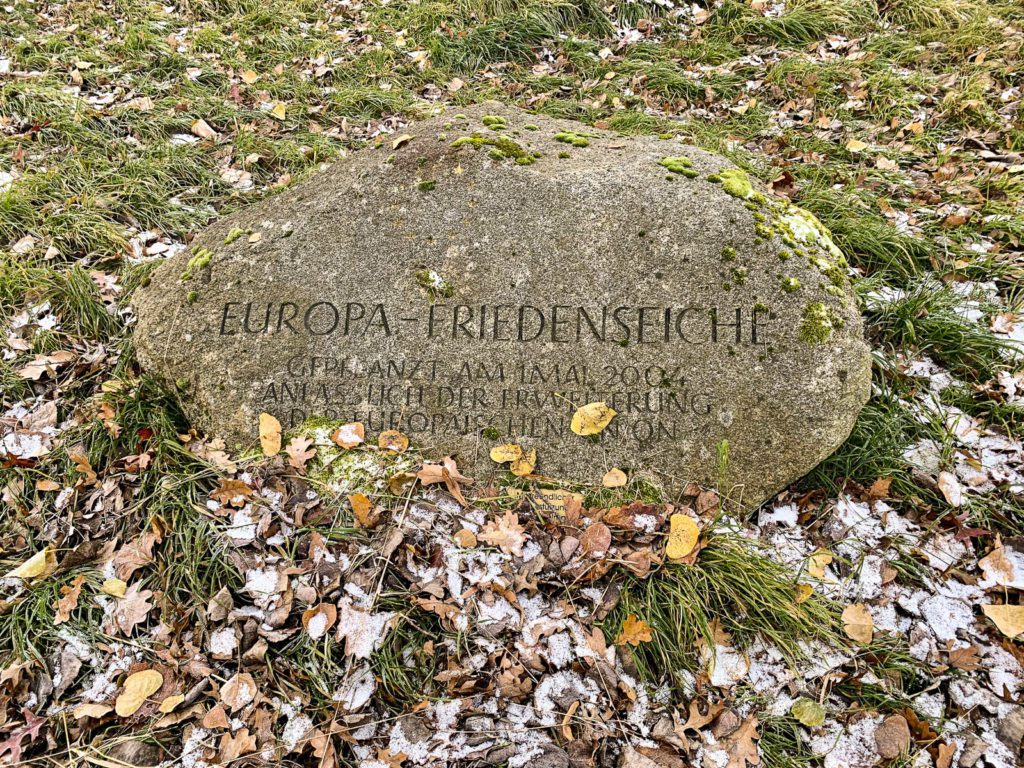 EUROPA-FRIEDENSEICHE
GEPFLANZT AM 1.MAI 2004
ANLÄSSLICH DER ERWEITERUNG
DER EUROPÄISCHEN UNION